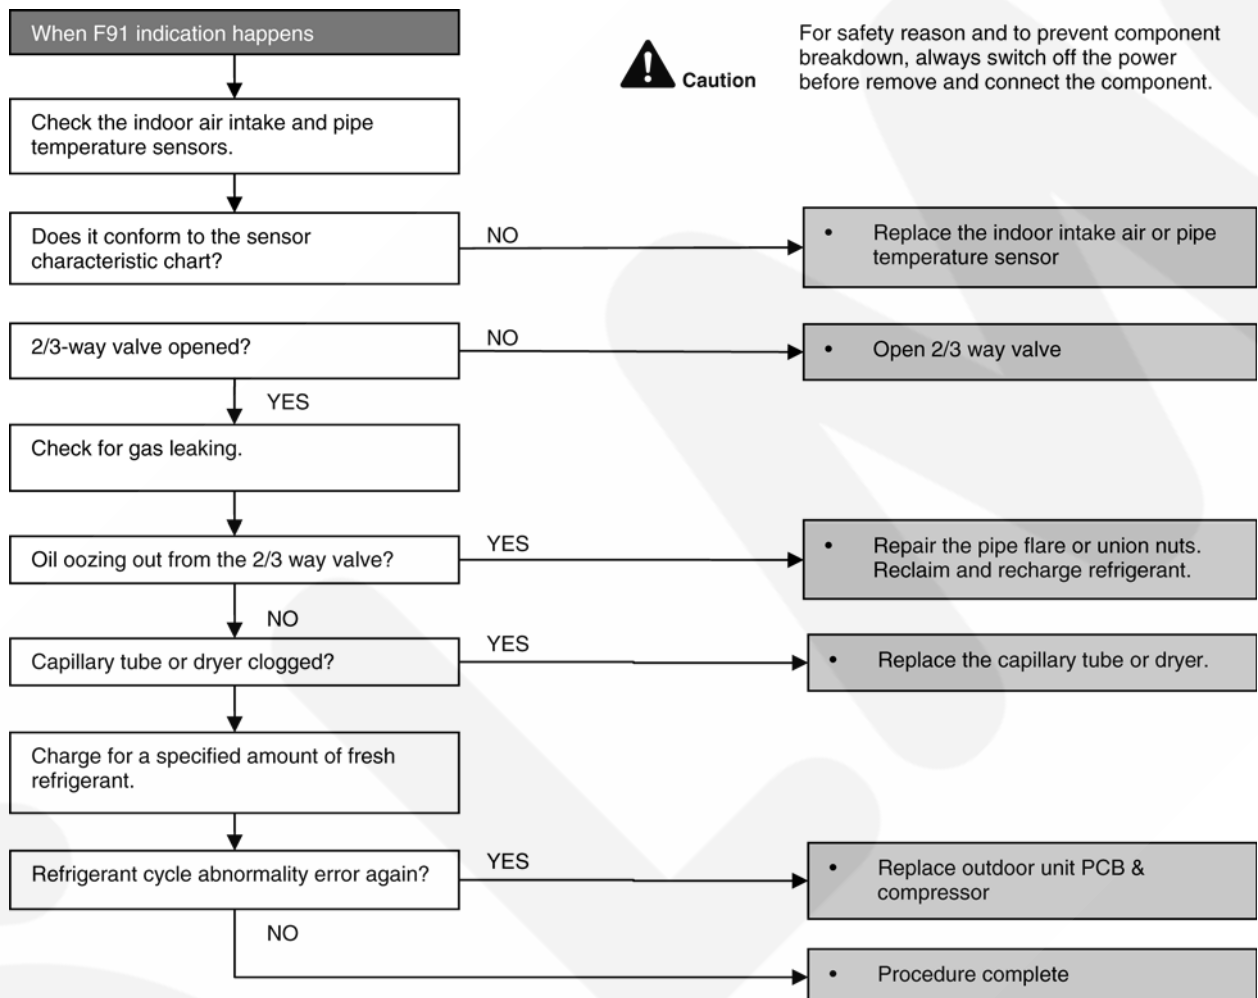 When F91 indication happens
Caution
For safety reason and to prevent component
breakdown, always switch off the power
before remove and connect the component.
Check the indoor air intake and pipe
temperature sensors.
Does it conform to the sensor
characteristic chart?
NO
• Replace the indoor intake air or pipe
temperature sensor
2/3-way valve opened?
NO
• Open 2/3 way valve
YES
Check for gas leaking.
Oil oozing out from the 2/3 way valve?
YES
• Repair the pipe flare or union nuts.
Reclaim and recharge refrigerant.
NO
Capillary tube or dryer clogged?
YES
• Replace the capillary tube or dryer.
Charge for a specified amount of fresh
refrigerant.
Refrigerant cycle abnormality error again?
YES
• Replace outdoor unit PCB &
compressor
NO
• Procedure complete